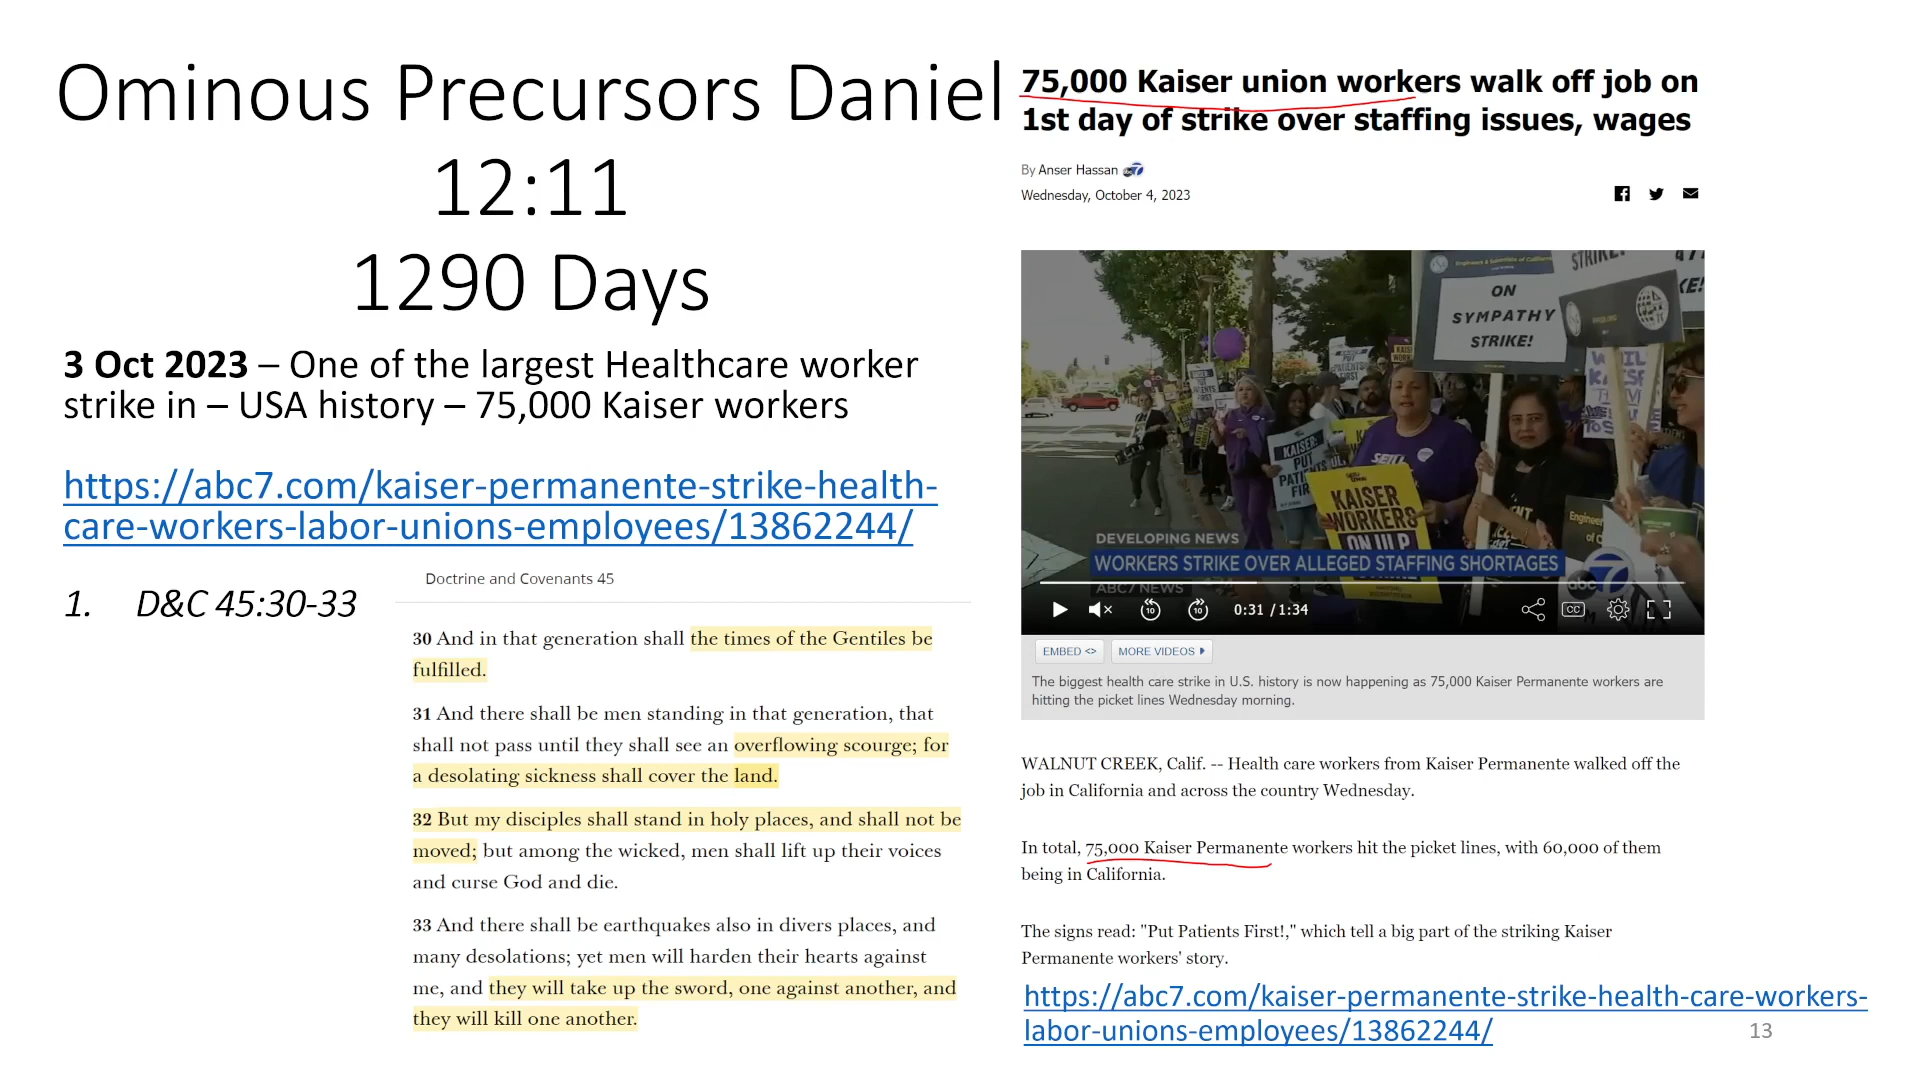 Ominous Precursors Daniel
12:11
1290 Days
3 Oct 2023 – One of the largest Healthcare worker
strike in – USA history – 75,000 Kaiser workers
https://abc7.com/kaiser-permanente-strike-health-
care-workers-labor-unions-employees/13862244/
1. D&C 45:30-33
Doctrine and Covenants 45
30 And in that generation shall the times of the Gentiles be
fulfilled.
31 And there shall be men standing in that generation, that
shall not pass until they shall see an overflowing scourge; for
a desolating sickness shall cover the land.
32 But my disciples shall stand in holy places, and shall not be
moved; but among the wicked, men shall lift up their voices
and curse God and die.
33 And there shall be earthquakes also in divers places, and
many desolations; yet men will harden their hearts against
me, and they will take up the sword, one against another, and
they will kill one another.
75,000 Kaiser union workers walk off job on
1st day of strike over staffing issues, wages
By Anser Hassan
Wednesday, October 4, 2023
Engineers & Scientists of California
ON
SYMPATHY
STRIKE!
KAISER:
PUT
KAISER
WORKERS
ON ULP
DEVELOPING NEWS
WORKERS STRIKE OVER ALLEGED STAFFING SHORTAGES
abc7
ABC7 NEWS
10
10
0:31 / 1:34
CC
EMBED <>
MORE VIDEOS
The biggest health care strike in U.S. history is now happening as 75,000 Kaiser Permanente workers are
hitting the picket lines Wednesday morning.
WALNUT CREEK, Calif. -- Health care workers from Kaiser Permanente walked off the
job in California and across the country Wednesday.
In total, 75,000 Kaiser Permanente workers hit the picket lines, with 60,000 of them
being in California.
The signs read: "Put Patients First!," which tell a big part of the striking Kaiser
Permanente workers' story.
https://abc7.com/kaiser-permanente-strike-health-care-workers-
labor-unions-employees/13862244/
13